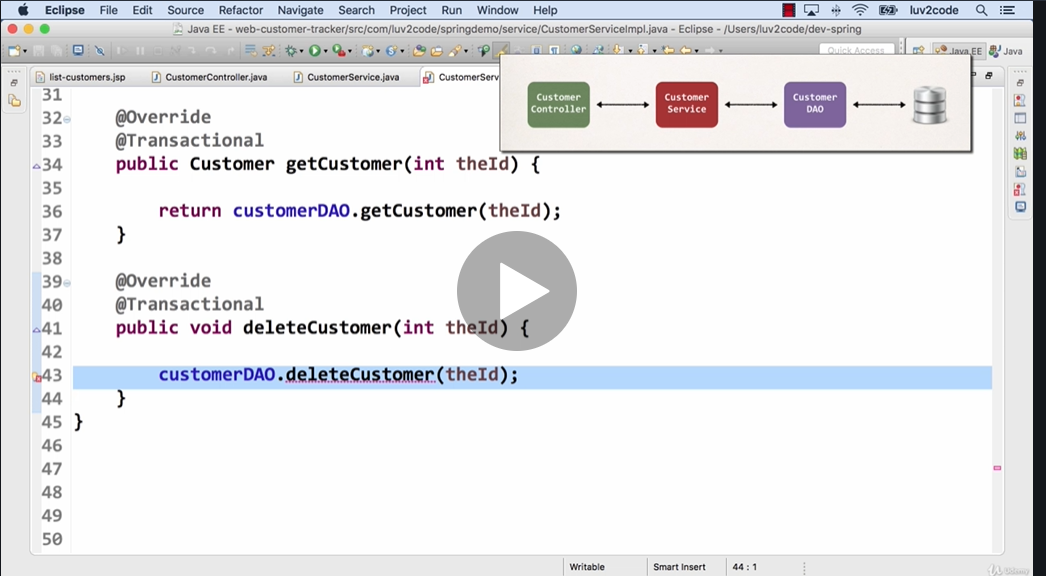 Eclipse File Edit Source Refactor Navigate Search Project Run Window Help luv2code
Java EE - web-customer-tracker/src/com/luv2code/springdemo/service/CustomerServiceImpl.java - Eclipse - /Users/luv2code/dev-spring
Quick Access Java EE Java
list-customers.jsp CustomerController.java CustomerService.java CustomerServ
Customer Controller
Customer Service
Customer DAO
31
32 @Override
33 @Transactional
34 public Customer getCustomer(int theId) {
35
36 return customerDAO.getCustomer(theId);
37 }
38
39 @Override
40 @Transactional
41 public void deleteCustomer(int theId) {
42
43 customerDAO.deleteCustomer(theId);
44 }
45 }
46
47
48
49
50
Writable Smart Insert 44 : 1
Udemy